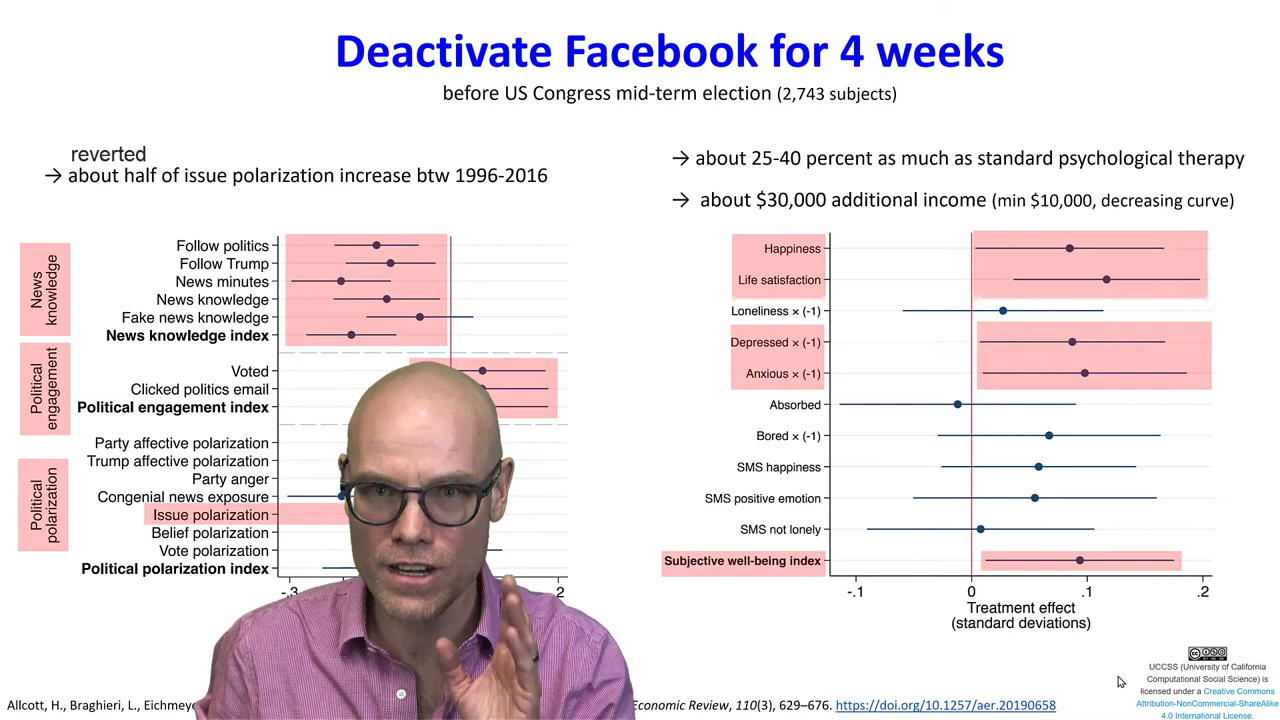 Deactivate Facebook for 4 weeks
before US Congress mid-term election (2,743 subjects)
reverted
→ about half of issue polarization increase btw 1996-2016
News
knowledge
Follow politics
Follow Trump
News minutes
News knowledge
Fake news knowledge
News knowledge index
Political
engagement
Voted
Clicked politics email
Political engagement index
Political
polarization
Party affective polarization
Trump affective polarization
Party anger
Congenial news exposure
Issue polarization
Belief polarization
Vote polarization
Political polarization index
-.3
→ about 25-40 percent as much as standard psychological therapy
→ about $30,000 additional income (min $10,000, decreasing curve)
Happiness
Life satisfaction
Loneliness × (-1)
Depressed × (-1)
Anxious × (-1)
Absorbed
Bored × (-1)
SMS happiness
SMS positive emotion
SMS not lonely
Subjective well-being index
-.1 0 .1 .2
Treatment effect
(standard deviations)
Allcott, H., Braghieri, L., Economic Review, 110(3), 629–676. https://doi.org/10.1257/aer.20190658
UCCSS (University of California
Computational Social Science) is
licensed under a Creative Commons
Attribution-NonCommercial-ShareAlike
4.0 International License.